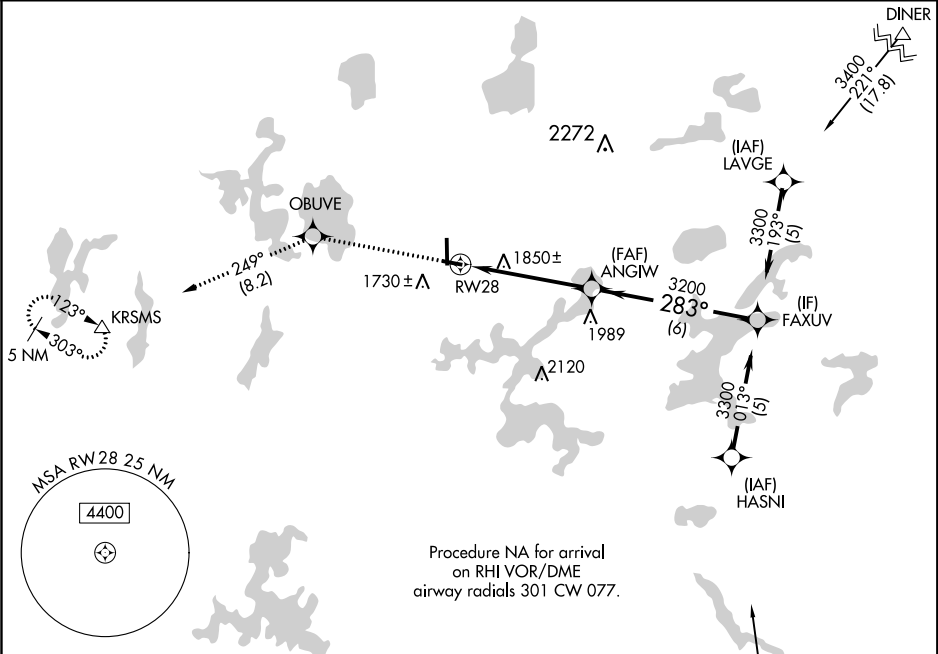 DINER
3400
221°
(17.8)
2272
(IAF)
LAVGE
3300
193°
(5)
OBUVE
249°
(8.2)
1850±
1730±
RW28
(FAF)
ANGIW
3200
283°
(6)
(IF)
FAXUV
1989
2120
123°
KRSMS
303°
5 NM
3300
013°
(5)
(IAF)
HASNI
MSA RW28 25 NM
4400
Procedure NA for arrival
on RHI VOR/DME
airway radials 301 CW 077.